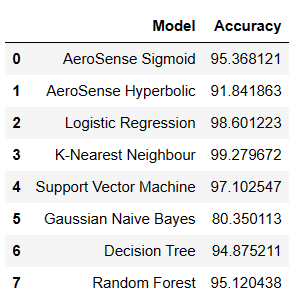 Model Accuracy
0 AeroSense Sigmoid 95.368121
1 AeroSense Hyperbolic 91.841863
2 Logistic Regression 98.601223
3 K-Nearest Neighbour 99.279672
4 Support Vector Machine 97.102547
5 Gaussian Naive Bayes 80.350113
6 Decision Tree 94.875211
7 Random Forest 95.120438